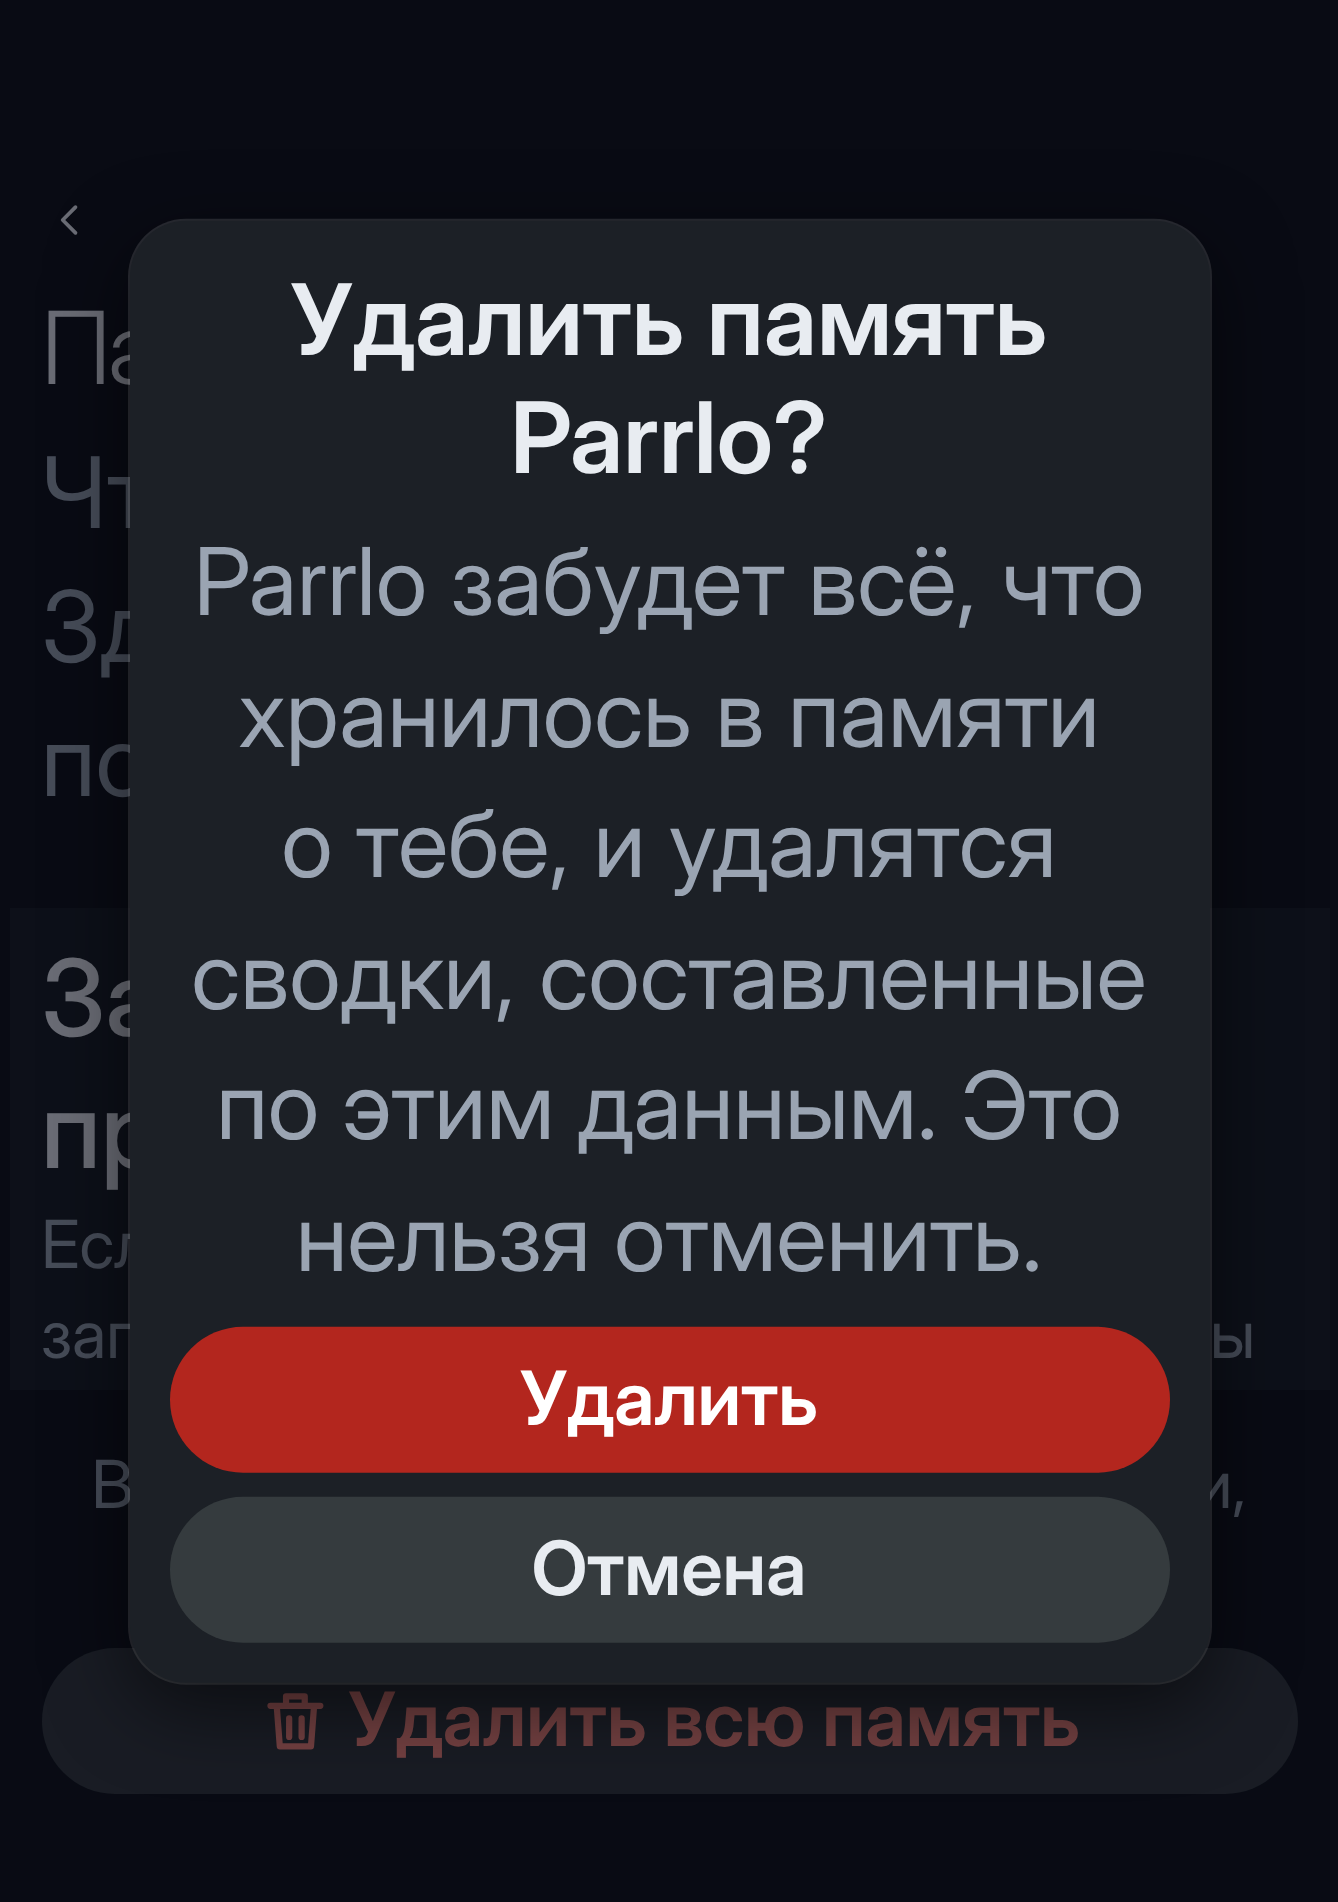 Удалить память
Parrlo?
Parrlo забудет всё, что
хранилось в памяти
о тебе, и удалятся
сводки, составленные
по этим данным. Это
нельзя отменить.
Удалить
Отмена
Удалить всю память